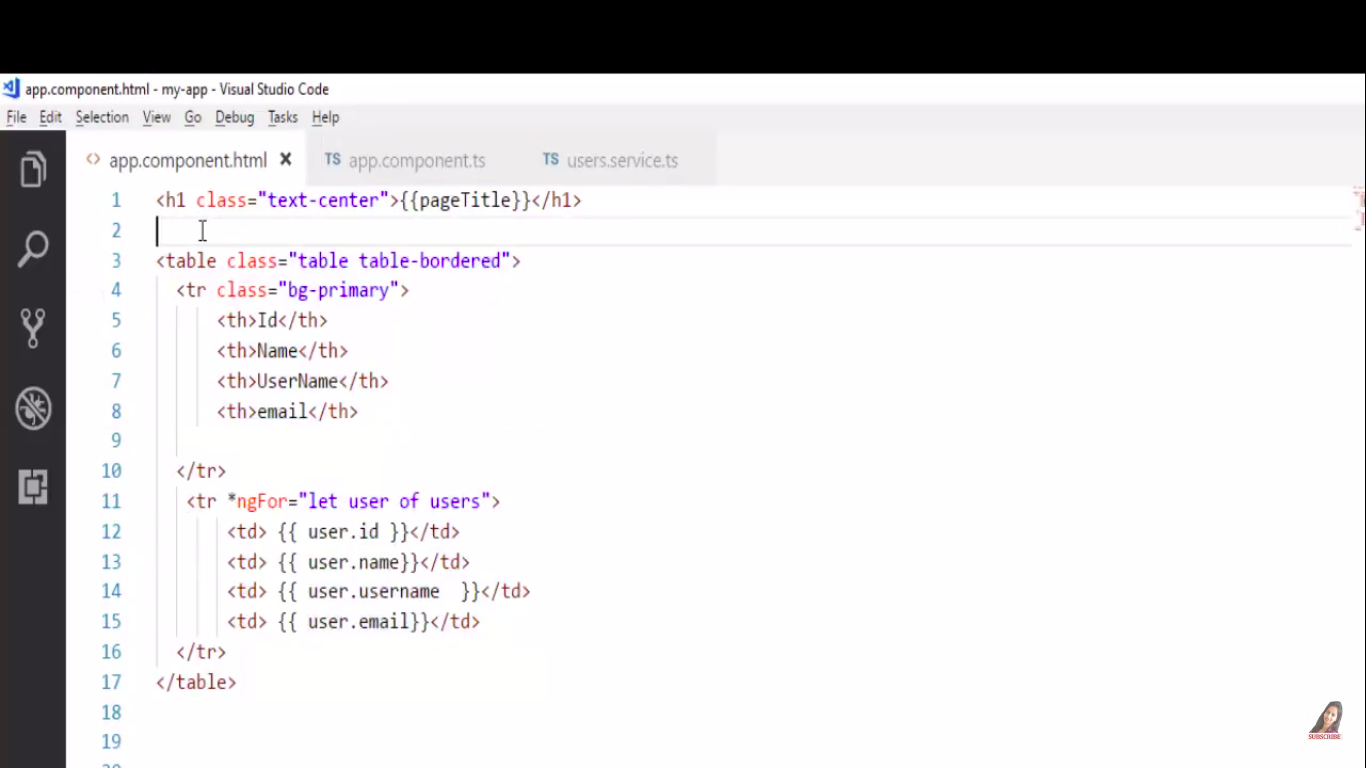 app.component.html - my-app - Visual Studio Code
File Edit Selection View Go Debug Tasks Help
<> app.component.html × TS app.component.ts TS users.service.ts
1 <h1 class="text-center">{{pageTitle}}</h1>
2
3 <table class="table table-bordered">
4 <tr class="bg-primary">
5 <th>Id</th>
6 <th>Name</th>
7 <th>UserName</th>
8 <th>email</th>
9
10 </tr>
11 <tr *ngFor="let user of users">
12 <td> {{ user.id }}</td>
13 <td> {{ user.name}}</td>
14 <td> {{ user.username  }}</td>
15 <td> {{ user.email}}</td>
16 </tr>
17 </table>
18
19
SUBSCRIBE